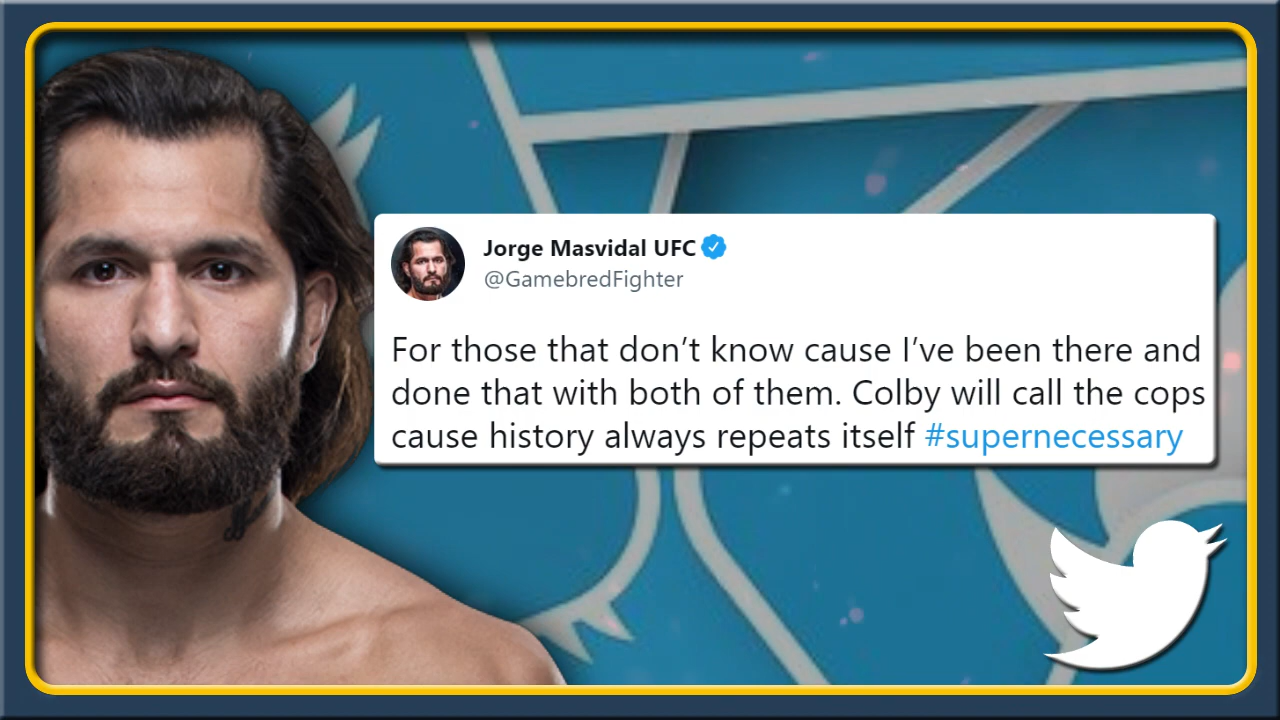 Jorge Masvidal UFC
@GamebredFighter
For those that don’t know cause I’ve been there and
done that with both of them. Colby will call the cops
cause history always repeats itself #supernecessary